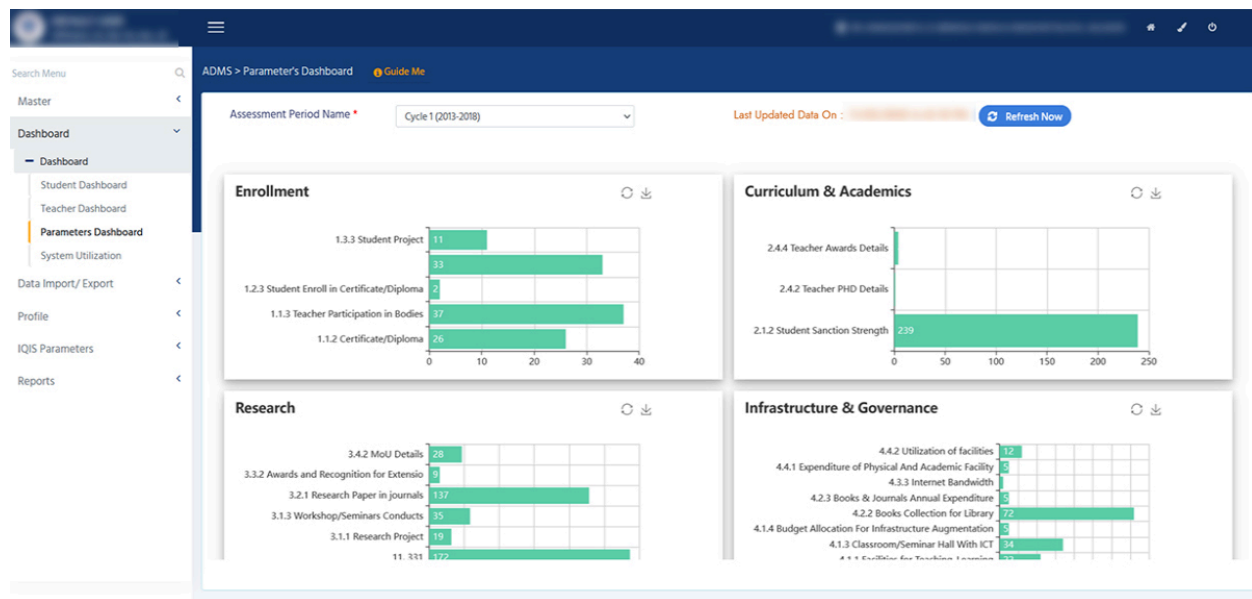 Search Menu
Master
Dashboard
Dashboard
Student Dashboard
Teacher Dashboard
Parameters Dashboard
System Utilization
Data Import/ Export
Profile
IQIS Parameters
Reports
ADMS > Parameter's Dashboard Guide Me
Assessment Period Name * Cycle 1 (2013-2018) Last Updated Data On : Refresh Now
Enrollment
1.3.3 Student Project 11
33
1.2.3 Student Enroll in Certificate/Diploma 2
1.1.3 Teacher Participation in Bodies 37
1.1.2 Certificate/Diploma 26
0 10 20 30 40
Curriculum & Academics
2.4.4 Teacher Awards Details
2.4.2 Teacher PHD Details
2.1.2 Student Sanction Strength 239
0 50 100 150 200 250
Research
3.4.2 MoU Details 28
3.3.2 Awards and Recognition for Extensio 9
3.2.1 Research Paper in journals 137
3.1.3 Workshop/Seminars Conducts 35
3.1.1 Research Project 19
11. 331 172
Infrastructure & Governance
4.4.2 Utilization of facilities 12
4.4.1 Expenditure of Physical And Academic Facility 5
4.3.3 Internet Bandwidth
4.2.3 Books & Journals Annual Expenditure 5
4.2.2 Books Collection for Library 72
4.1.4 Budget Allocation For Infrastructure Augmentation 5
4.1.3 Classroom/Seminar Hall With ICT 34
4.1.1 Facilities for Teaching-Learning